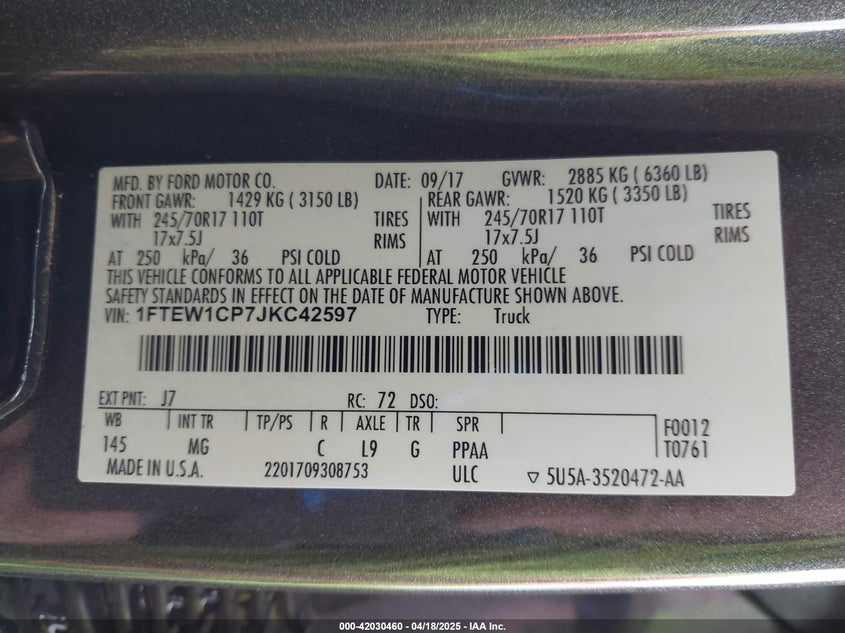 MFD. BY FORD MOTOR CO. DATE: 09/17 GVWR: 2885 KG ( 6360 LB)
FRONT GAWR: 1429 KG ( 3150 LB) REAR GAWR: 1520 KG ( 3350 LB)
WITH 245/70R17 110T TIRES WITH 245/70R17 110T TIRES
17x7.5J RIMS 17x7.5J RIMS
AT 250 kPa/ 36 PSI COLD AT 250 kPa/ 36 PSI COLD
THIS VEHICLE CONFORMS TO ALL APPLICABLE FEDERAL MOTOR VEHICLE
SAFETY STANDARDS IN EFFECT ON THE DATE OF MANUFACTURE SHOWN ABOVE.
VIN: 1FTEW1CP7JKC42597 TYPE: Truck
EXT PNT: J7 RC: 72 DSO:
WB INT TR TP/PS R AXLE TR SPR F0012
145 MG C L9 G PPAA T0761
MADE IN U.S.A. 2201709308753 ULC ▽ 5U5A-3520472-AA
000-42030460 - 04/18/2025 - IAA Inc.